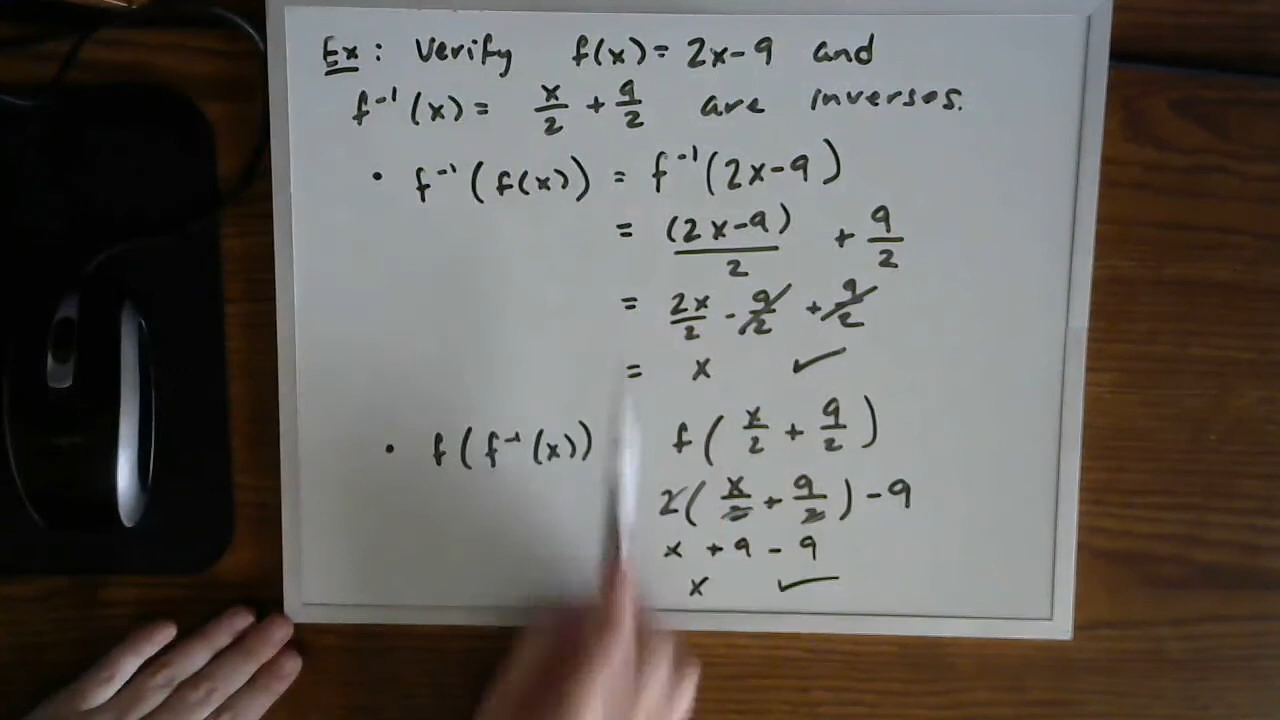 Ex: Verify f(x) = 2x-9 and
f⁻¹(x) = x/2 + 9/2 are inverses.
• f⁻¹(f(x)) = f⁻¹(2x-9)
= (2x-9)/2 + 9/2
= 2x/2 - 9/2 + 9/2
= x ✓
• f(f⁻¹(x)) f(x/2 + 9/2)
2(x/2 + 9/2) - 9
x + 9 - 9
x ✓